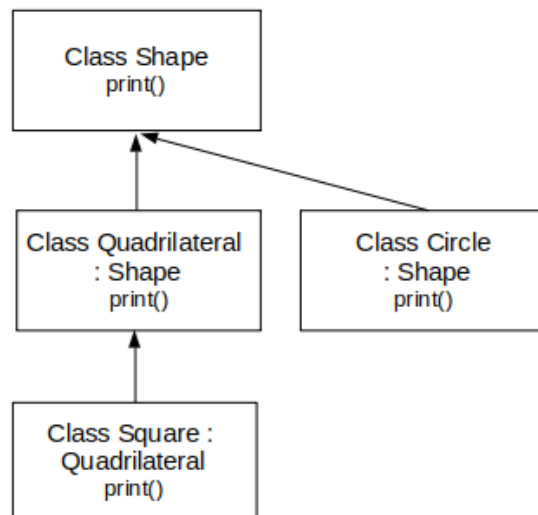 Class Shape
print()
Class Quadrilateral
: Shape
print()
Class Circle
: Shape
print()
Class Square :
Quadrilateral
print()